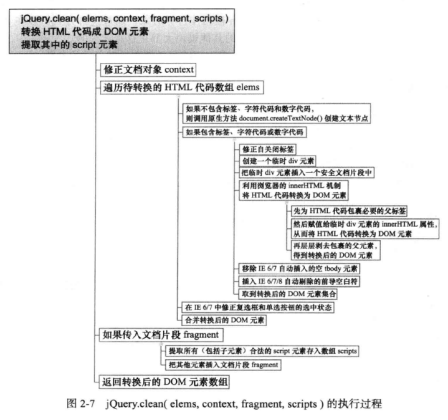 jQuery.clean( elems, context, fragment, scripts )
转换 HTML 代码成 DOM 元素
提取其中的 script 元素
修正文档对象 context
遍历待转换的 HTML 代码数组 elems
如果不包含标签、字符代码和数字代码，
则调用原生方法 document.createTextNode() 创建文本节点
如果包含标签、字符代码或数字代码
修正自关闭标签
创建一个临时 div 元素
把临时 div 元素插入一个安全文档片段中
利用浏览器的 innerHTML 机制
将 HTML 代码转换为 DOM 元素
先为 HTML 代码包裹必要的父标签
然后赋值给临时 div 元素的 innerHTML 属性，
从而将 HTML 代码转换为 DOM 元素
再层层剥去包裹的父元素，
得到转换后的 DOM 元素
移除 IE 6/7 自动插入的空 tbody 元素
插入 IE 6/7/8 自动剔除的前导空白符
取到转换后的 DOM 元素集合
在 IE 6/7 中修正复选框和单选按钮的选中状态
合并转换后的 DOM 元素
如果传入文档片段 fragment
提取所有（包括子元素）合法的 script 元素存入数组 scripts
把其他元素插入文档片段 fragment
返回转换后的 DOM 元素数组
图 2-7 jQuery.clean( elems, context, fragment, scripts ) 的执行过程